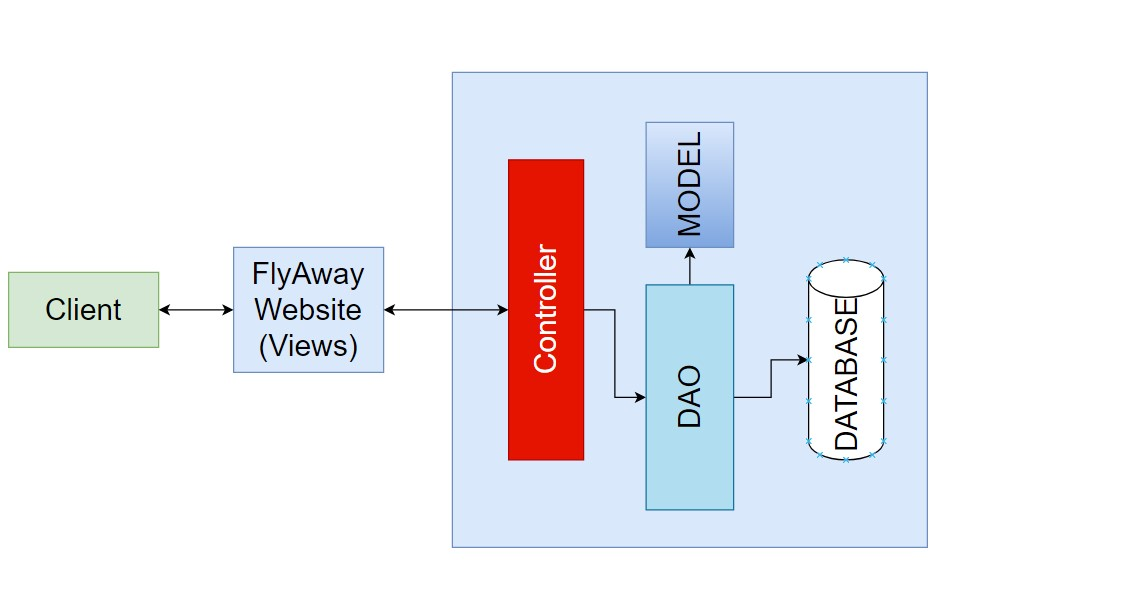 Client
FlyAway
Website
(Views)
Controller
MODEL
DAO
DATABASE